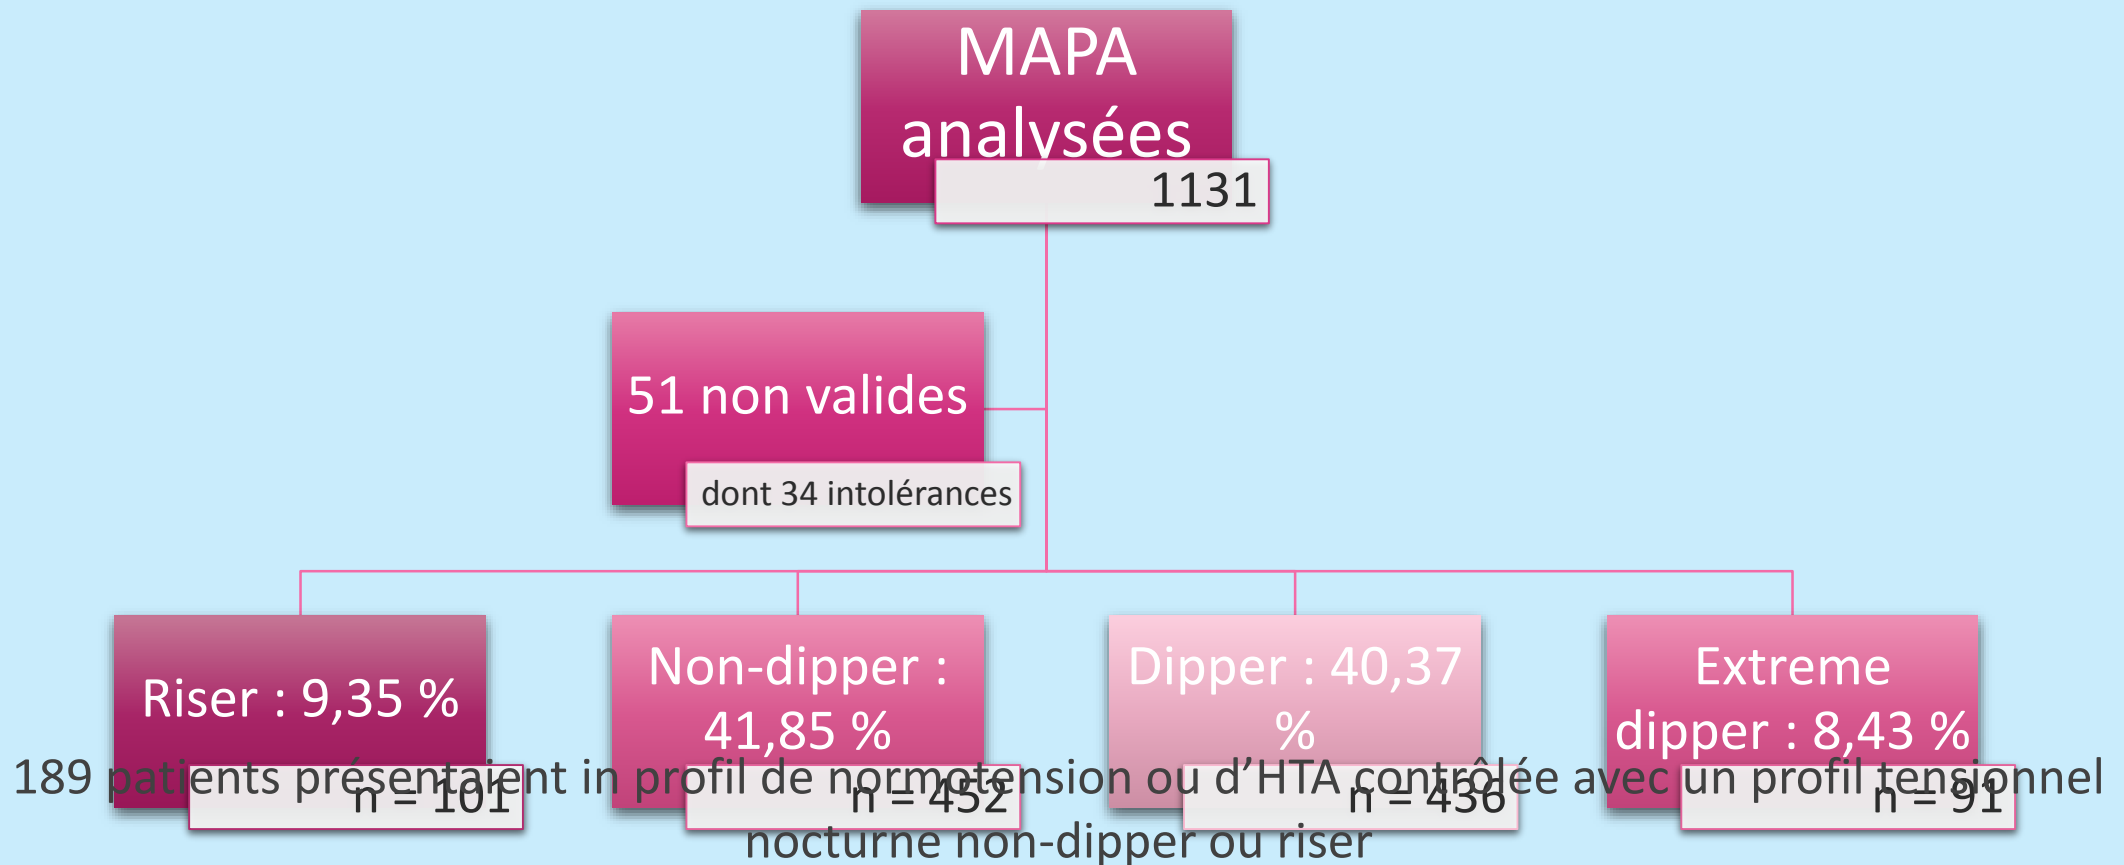 MAPA
analysées
1131
51 non valides
dont 34 intolérances
Riser : 9,35 %
n = 101
Non-dipper :
41,85 %
n = 452
Dipper : 40,37
%
n = 436
Extreme
dipper : 8,43 %
n = 91
189 patients présentaient in profil de normotension ou d’HTA contrôlée avec un profil tensionnel
nocturne non-dipper ou riser